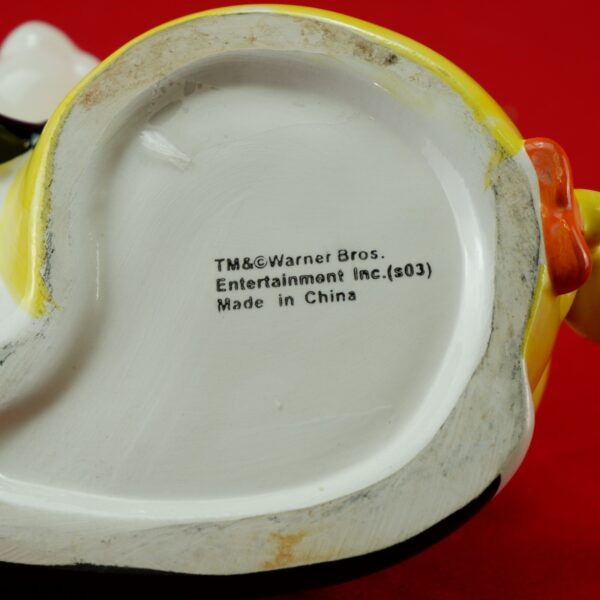 TM&©Warner Bros.
Entertainment Inc.(s03)
Made in China